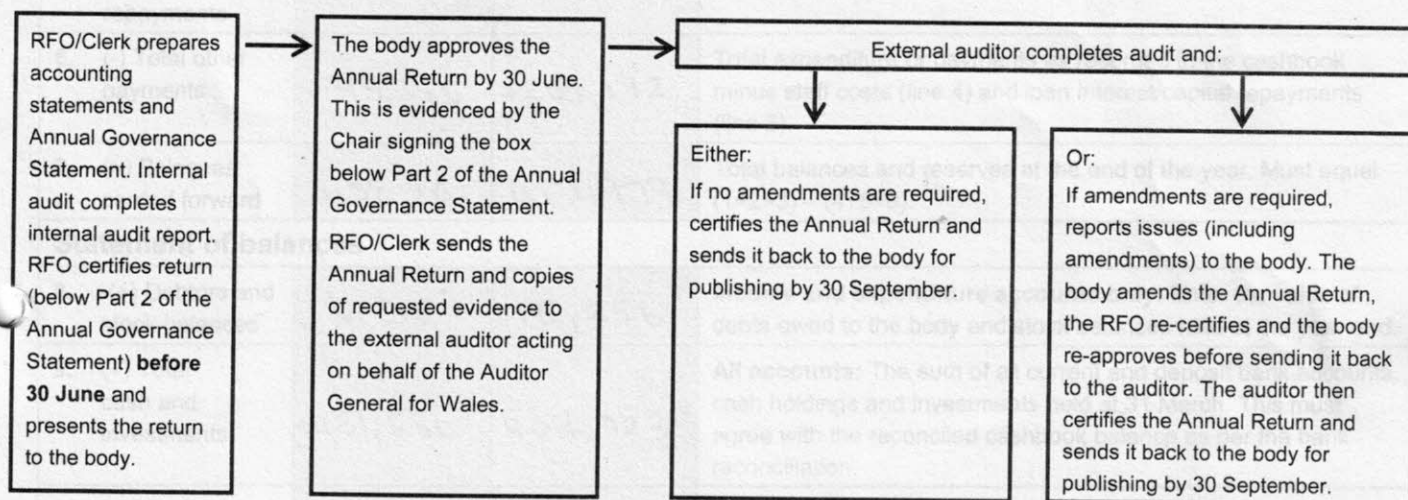 RFO/Clerk prepares
accounting
statements and
Annual Governance
Statement. Internal
audit completes
internal audit report.
RFO certifies return
(below Part 2 of the
Annual Governance
Statement) before
30 June and
presents the return
to the body.
The body approves the
Annual Return by 30 June.
This is evidenced by the
Chair signing the box
below Part 2 of the Annual
Governance Statement.
RFO/Clerk sends the
Annual Return and copies
of requested evidence to
the external auditor acting
on behalf of the Auditor
General for Wales.
External auditor completes audit and:
Either:
If no amendments are required,
certifies the Annual Return and
sends it back to the body for
publishing by 30 September.
Or:
If amendments are required,
reports issues (including
amendments) to the body. The
body amends the Annual Return,
the RFO re-certifies and the body
re-approves before sending it back
to the auditor. The auditor then
certifies the Annual Return and
sends it back to the body for
publishing by 30 September.